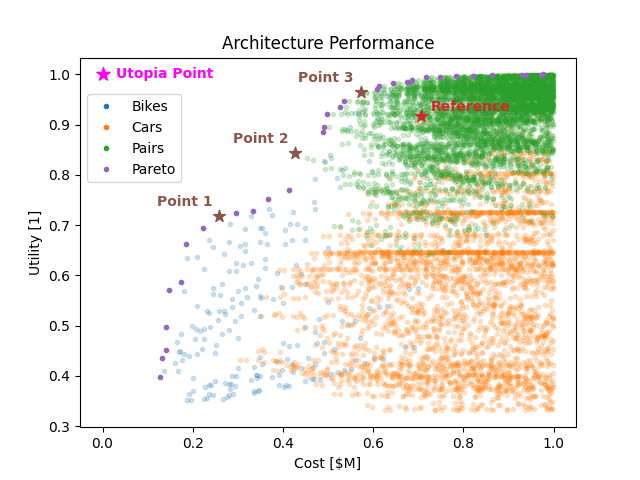 Architecture Performance
Utopia Point
Point 3
Reference
Point 2
Point 1
Bikes
Cars
Pairs
Pareto
Utility [1]
1.0
0.9
0.8
0.7
0.6
0.5
0.4
0.3
0.0 0.2 0.4 0.6 0.8 1.0
Cost [$M]